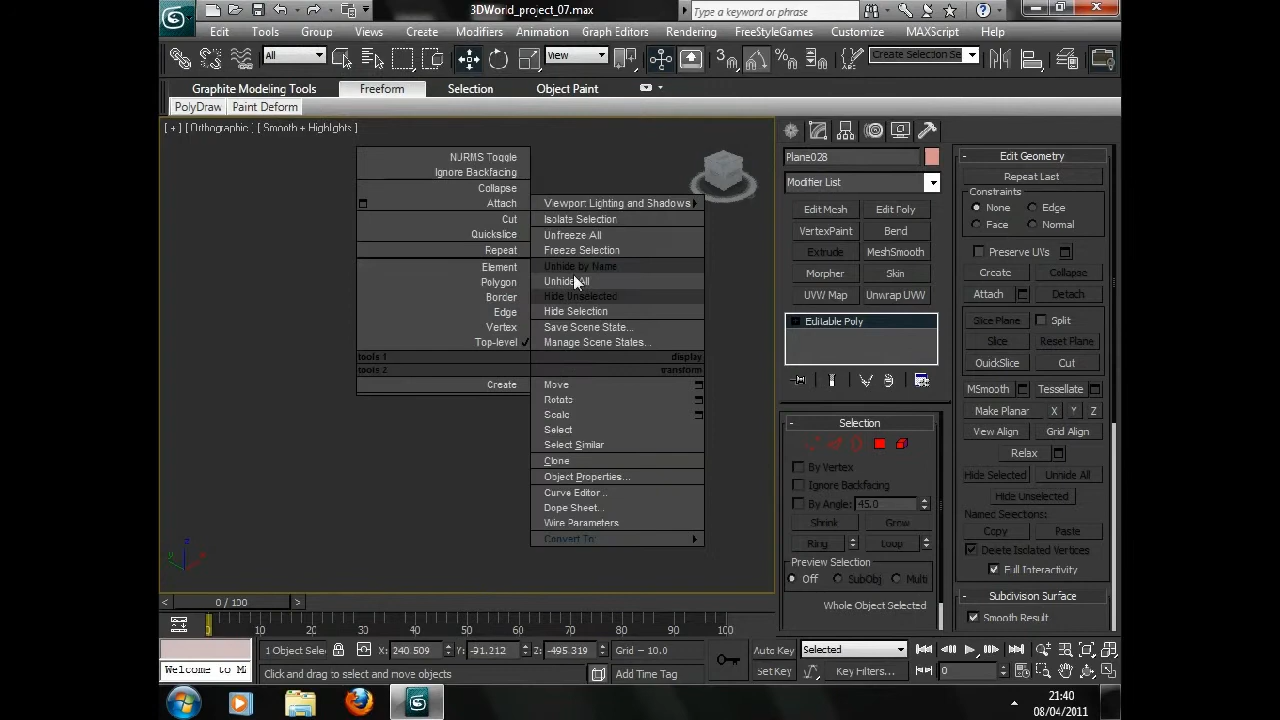 3DWorld_project_07.max
Type a keyword or phrase
Edit Tools Group Views Create Modifiers Animation Graph Editors Rendering FreeStyleGames Customize MAXScript Help
All View 3 Create Selection Se
Graphite Modeling Tools Freeform Selection Object Paint
PolyDraw Paint Deform
[ + ] [ Orthographic ] [ Smooth + Highlights ]
NURMS Toggle
Ignore Backfacing
Collapse
Attach
Cut
Quickslice
Repeat
Element
Polygon
Border
Edge
Vertex
Top-level ✓
tools 1
tools 2
Create
Viewport Lighting and Shadows
Isolate Selection
Unfreeze All
Freeze Selection
Unhide by Name
Unhide All
Hide Unselected
Hide Selection
Save Scene State...
Manage Scene States...
display
transform
Move
Rotate
Scale
Select
Select Similar
Clone
Object Properties...
Curve Editor...
Dope Sheet...
Wire Parameters
Convert To:
z
Plane028
Modifier List
Edit Mesh Edit Poly
VertexPaint Bend
Extrude MeshSmooth
Morpher Skin
UVW Map Unwrap UVW
Editable Poly
- Selection
By Vertex
Ignore Backfacing
By Angle: 45.0
Shrink Grow
Ring Loop
Preview Selection
Off SubObj Multi
Whole Object Selected
- Edit Geometry
Repeat Last
Constraints
None Edge
Face Normal
Preserve UVs
Create Collapse
Attach Detach
Slice Plane Split
Slice Reset Plane
QuickSlice Cut
MSmooth Tessellate
Make Planar X Y Z
View Align Grid Align
Relax
Hide Selected Unhide All
Hide Unselected
Named Selections:
Copy Paste
Delete Isolated Vertices
Full Interactivity
- Subdivision Surface
Smooth Result
< 0 / 100 >
0 10 20 30 40 50 60 70 80 90 100
1 Object Sele X: 240.509 Y: -91.212 Z: -495.319 Grid = 10.0 Auto Key Selected
Welcome to MA Click and drag to select and move objects Add Time Tag Set Key Key Filters... 0
21:40
08/04/2011